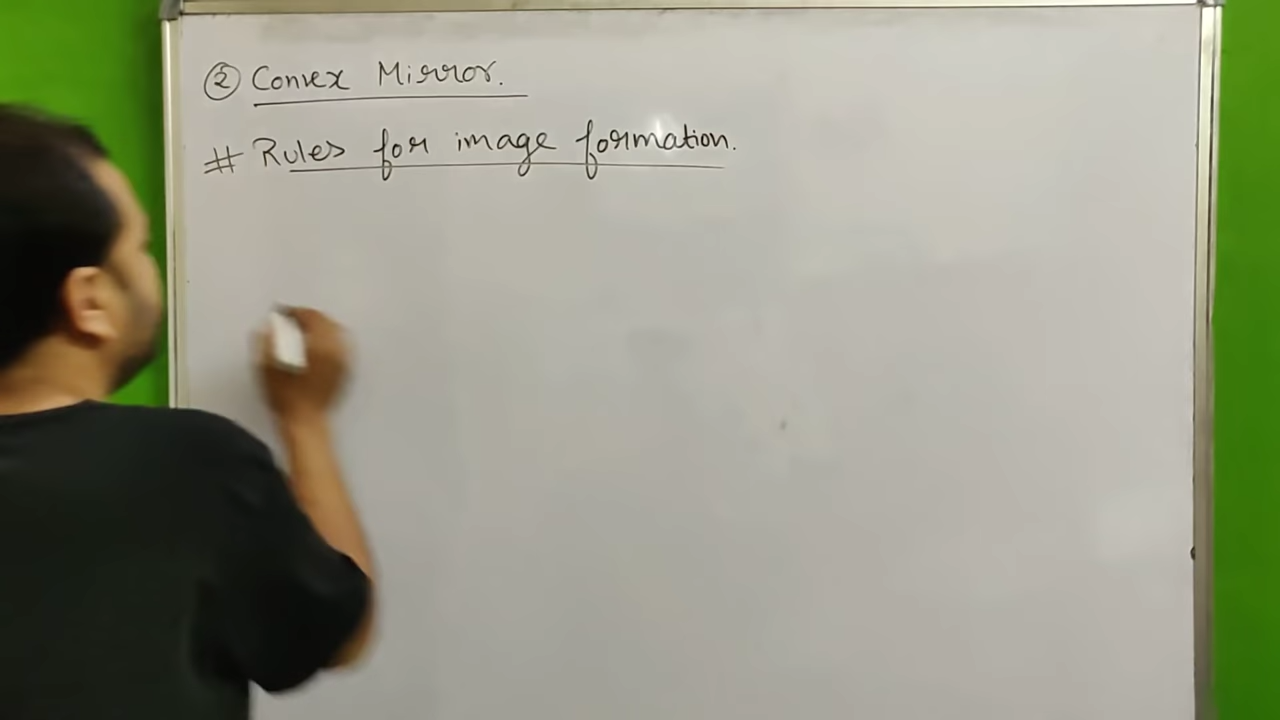 ② Convex Mirror.
# Rules for image formation.